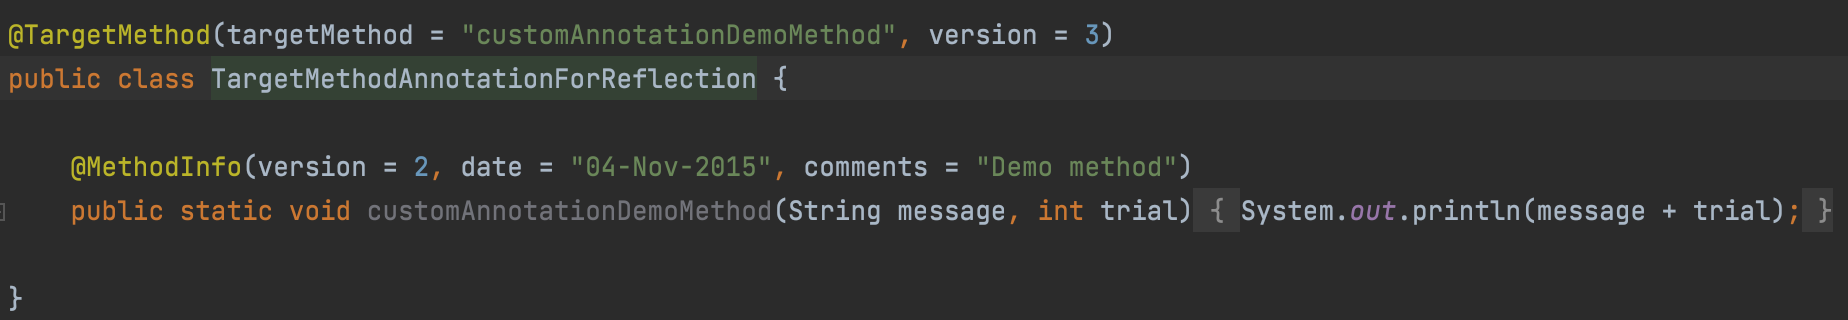 @TargetMethod(targetMethod = "customAnnotationDemoMethod", version = 3)
public class TargetMethodAnnotationForReflection {
@MethodInfo(version = 2, date = "04-Nov-2015", comments = "Demo method")
public static void customAnnotationDemoMethod(String message, int trial) { System.out.println(message + trial); }
}